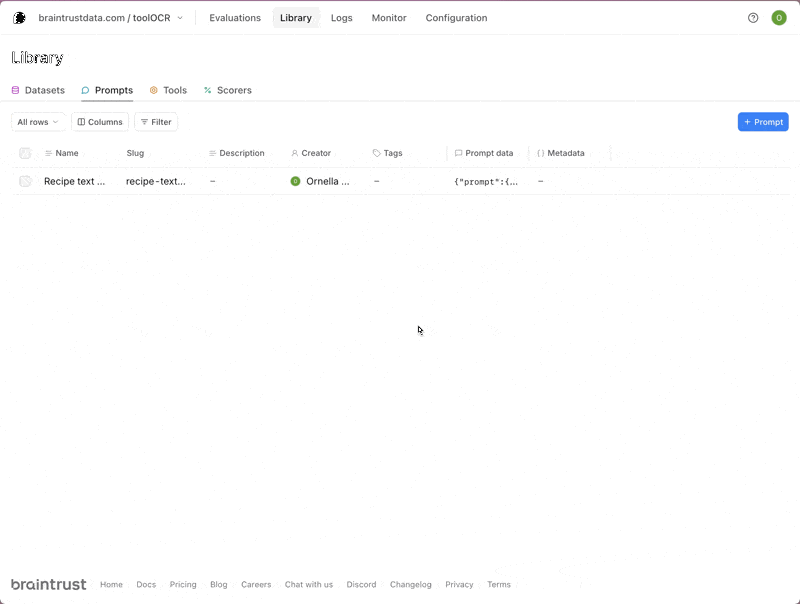 braintrustdata.com / toolOCR Evaluations Library Logs Monitor Configuration O
Library
Datasets Prompts Tools Scorers
All rows Columns Filter + Prompt
Name Slug Description Creator Tags Prompt data {} Metadata
Recipe text ... recipe-text... – O Ornella ... – {"prompt":{... –
braintrust Home Docs Pricing Blog Careers Chat with us Discord Changelog Privacy Terms